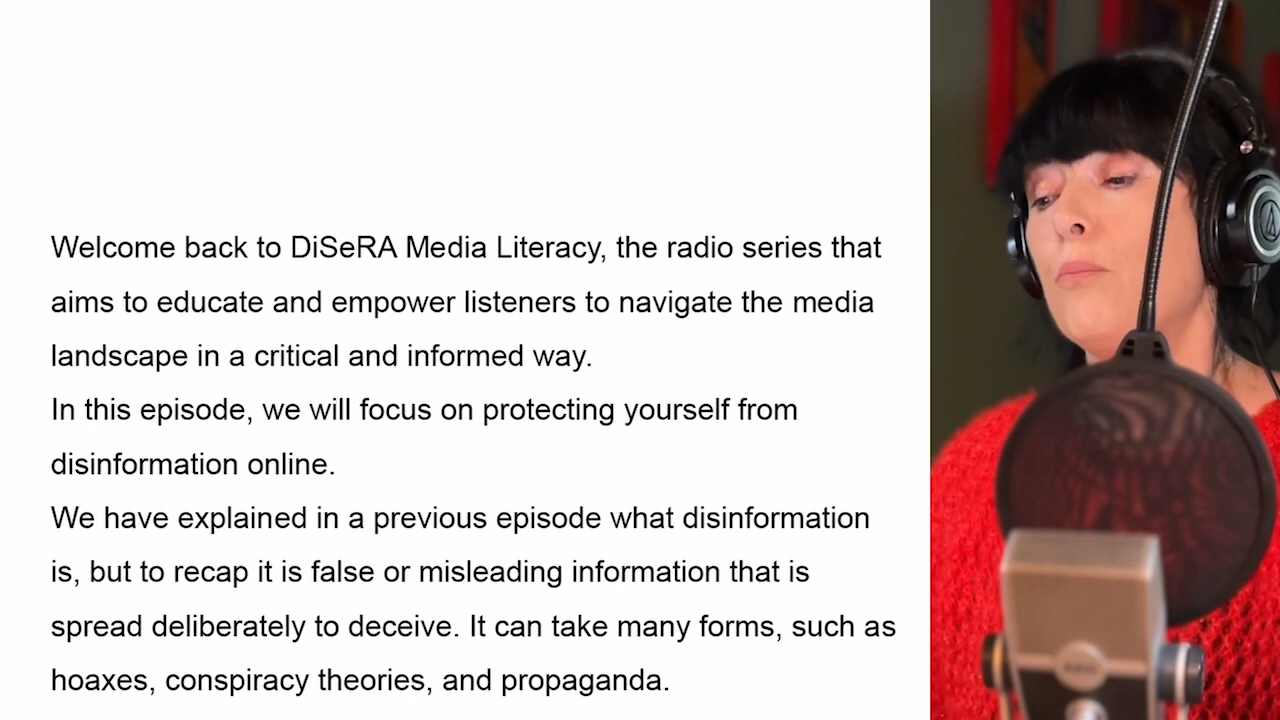 Welcome back to DiSeRA Media Literacy, the radio series that
aims to educate and empower listeners to navigate the media
landscape in a critical and informed way.
In this episode, we will focus on protecting yourself from
disinformation online.
We have explained in a previous episode what disinformation
is, but to recap it is false or misleading information that is
spread deliberately to deceive. It can take many forms, such as
hoaxes, conspiracy theories, and propaganda.